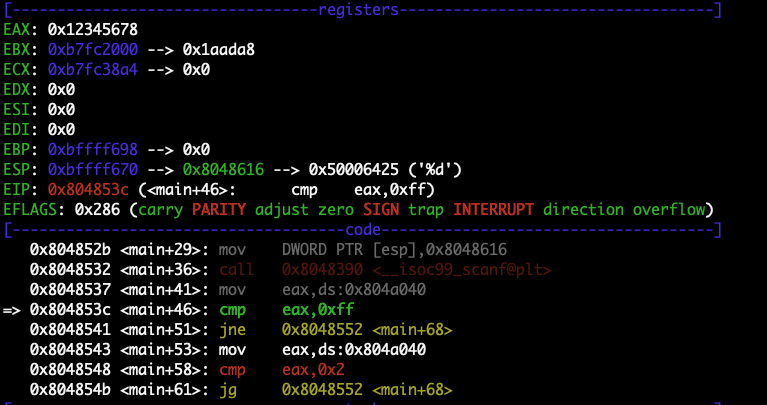 [----------------------------------registers-----------------------------------]
EAX: 0x12345678
EBX: 0xb7fc2000 --> 0x1aada8
ECX: 0xb7fc38a4 --> 0x0
EDX: 0x0
ESI: 0x0
EDI: 0x0
EBP: 0xbffff698 --> 0x0
ESP: 0xbffff670 --> 0x8048616 --> 0x50006425 ('%d')
EIP: 0x804853c (<main+46>:      cmp    eax,0xff)
EFLAGS: 0x286 (carry PARITY adjust zero SIGN trap INTERRUPT direction overflow)
[-------------------------------------code-------------------------------------]
   0x804852b <main+29>: mov    DWORD PTR [esp],0x8048616
   0x8048532 <main+36>: call   0x8048390 <__isoc99_scanf@plt>
   0x8048537 <main+41>: mov    eax,ds:0x804a040
=> 0x804853c <main+46>: cmp    eax,0xff
   0x8048541 <main+51>: jne    0x8048552 <main+68>
   0x8048543 <main+53>: mov    eax,ds:0x804a040
   0x8048548 <main+58>: cmp    eax,0x2
   0x804854b <main+61>: jg     0x8048552 <main+68>